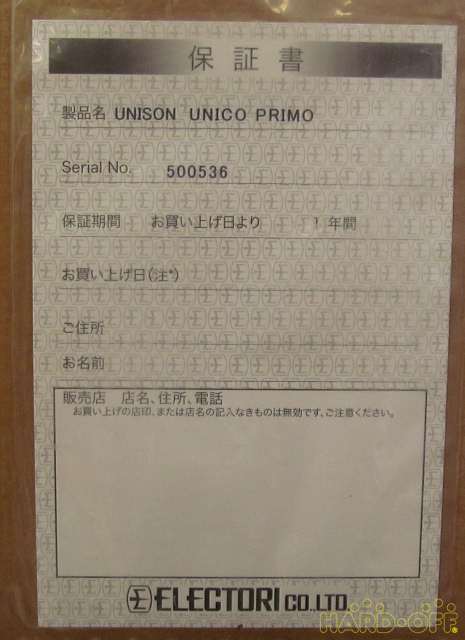 保証書
製品名 UNISON UNICO PRIMO
Serial No. 500536
保証期間 お買い上げ日より 1年間
お買い上げ日(注*)
ご住所
お名前
販売店 店名、住所、電話
お買い上げの店印、または店名の記入なきものは無効です、ご注意ください。
ELECTORI CO.,LTD.
HARD-OFF